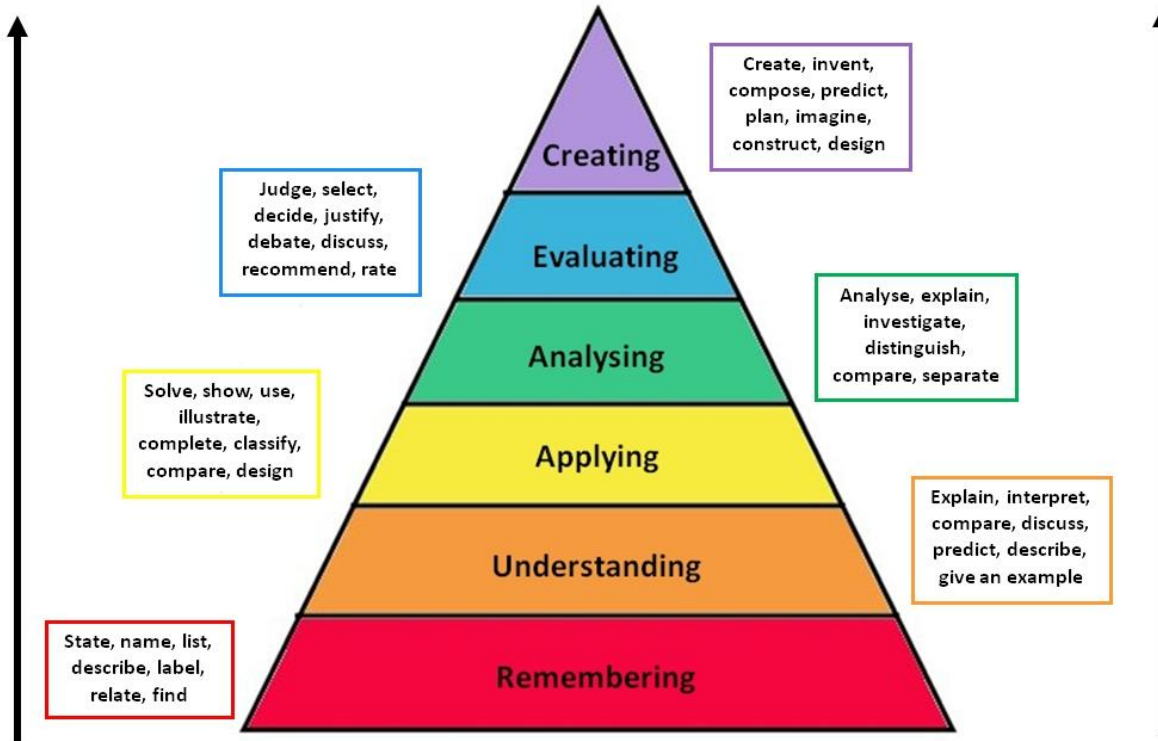 Create, invent,
compose, predict,
plan, imagine,
construct, design
Creating
Judge, select,
decide, justify,
debate, discuss,
recommend, rate
Evaluating
Analyse, explain,
investigate,
distinguish,
compare, separate
Analysing
Solve, show, use,
illustrate,
complete, classify,
compare, design
Applying
Explain, interpret,
compare, discuss,
predict, describe,
give an example
Understanding
State, name, list,
describe, label,
relate, find
Remembering